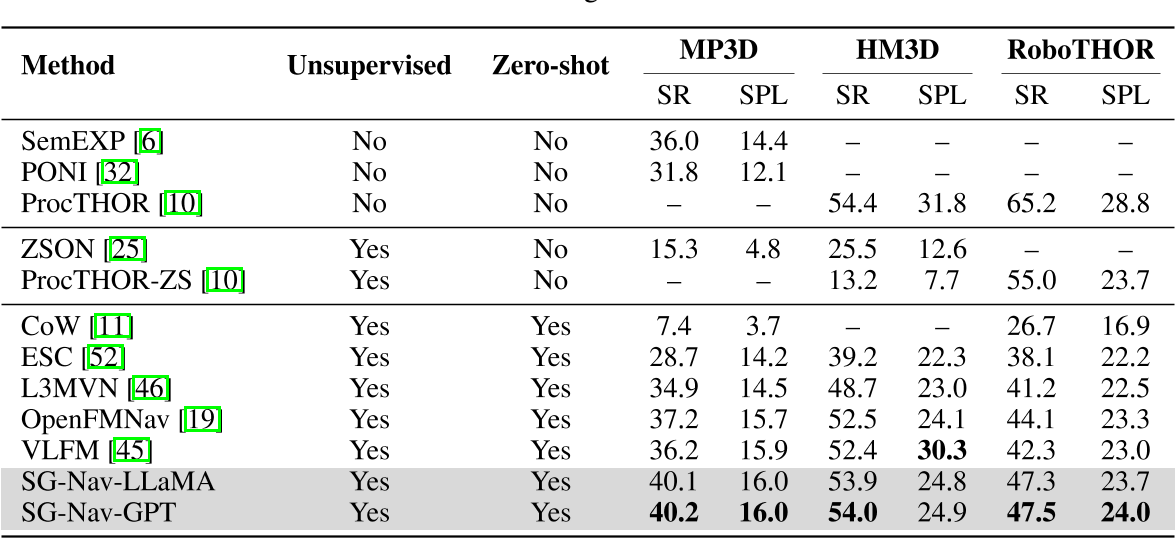 Method Unsupervised Zero-shot MP3D HM3D RoboTHOR
SR SPL SR SPL SR SPL
SemEXP [6] No No 36.0 14.4 – – – –
PONI [32] No No 31.8 12.1 – – – –
ProcTHOR [10] No No – – 54.4 31.8 65.2 28.8
ZSON [25] Yes No 15.3 4.8 25.5 12.6 – –
ProcTHOR-ZS [10] Yes No – – 13.2 7.7 55.0 23.7
CoW [11] Yes Yes 7.4 3.7 – – 26.7 16.9
ESC [52] Yes Yes 28.7 14.2 39.2 22.3 38.1 22.2
L3MVN [46] Yes Yes 34.9 14.5 48.7 23.0 41.2 22.5
OpenFMNav [19] Yes Yes 37.2 15.7 52.5 24.1 44.1 23.3
VLFM [45] Yes Yes 36.2 15.9 52.4 30.3 42.3 23.0
SG-Nav-LLaMA Yes Yes 40.1 16.0 53.9 24.8 47.3 23.7
SG-Nav-GPT Yes Yes 40.2 16.0 54.0 24.9 47.5 24.0